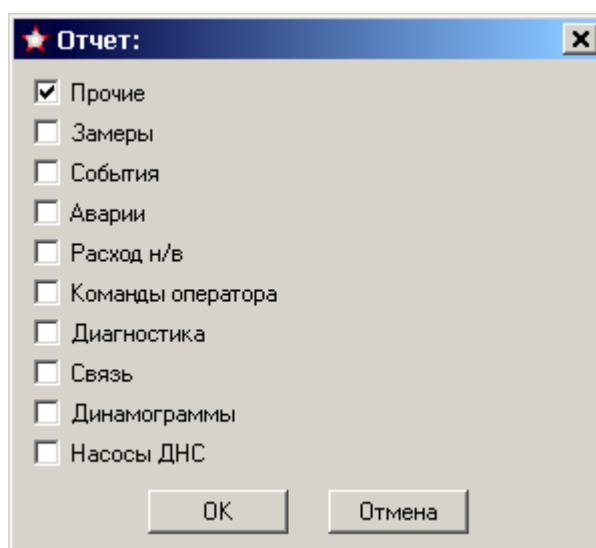 Отчет:
Прочие
Замеры
События
Аварии
Расход н/в
Команды оператора
Диагностика
Связь
Динамограммы
Насосы ДНС
OK Отмена